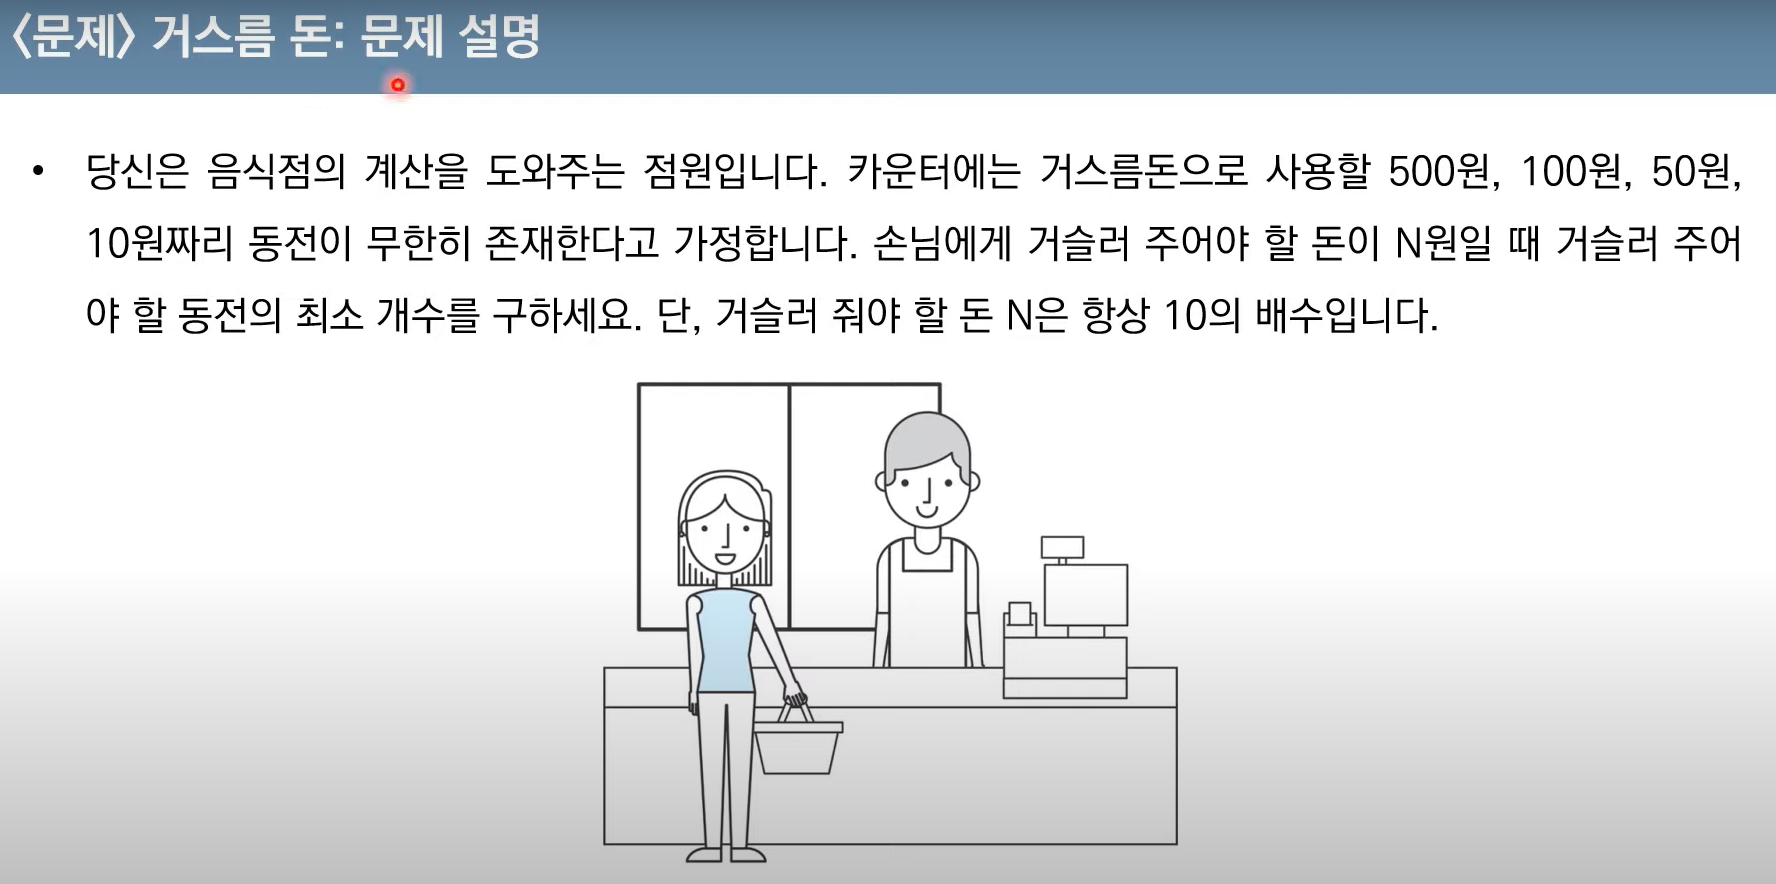 <문제> 거스름 돈: 문제 설명
• 당신은 음식점의 계산을 도와주는 점원입니다. 카운터에는 거스름돈으로 사용할 500원, 100원, 50원,
10원짜리 동전이 무한히 존재한다고 가정합니다. 손님에게 거슬러 주어야 할 돈이 N원일 때 거슬러 주어
야 할 동전의 최소 개수를 구하세요. 단, 거슬러 줘야 할 돈 N은 항상 10의 배수입니다.